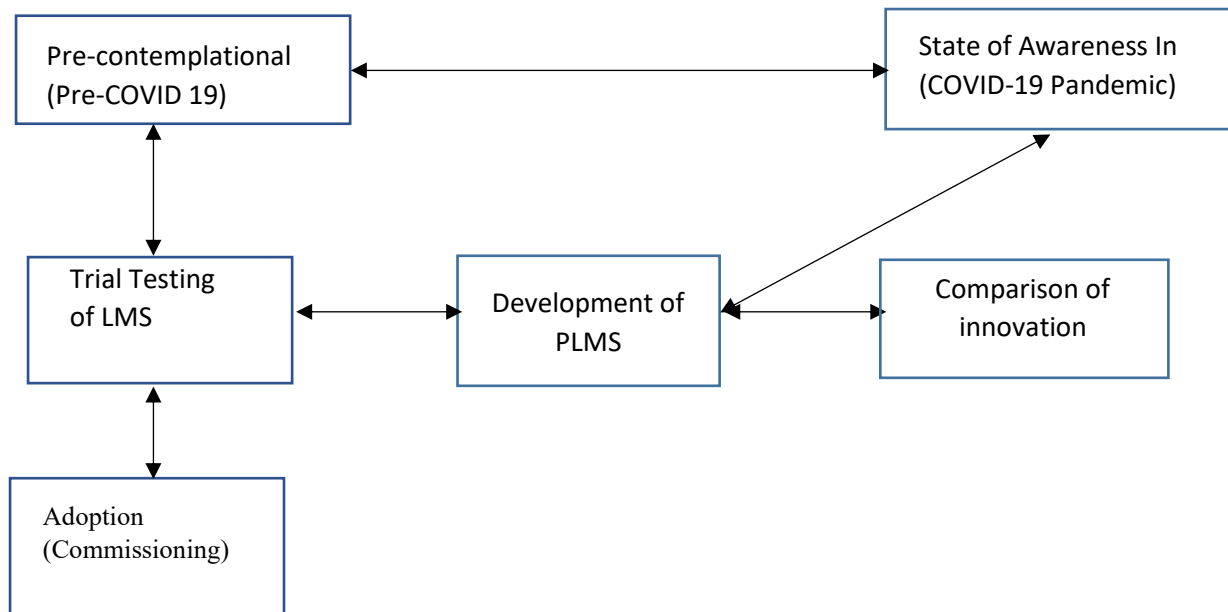 Pre-contemplational
(Pre-COVID 19)
State of Awareness In
(COVID-19 Pandemic)
Trial Testing
of LMS
Development of
PLMS
Comparison of
innovation
Adoption
(Commissioning)